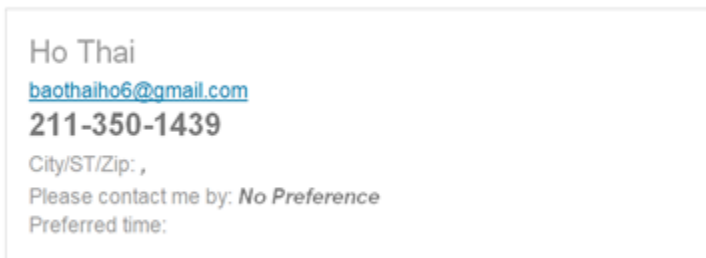 Ho Thai
baothaiho6@gmail.com
211-350-1439
City/ST/Zip: ,
Please contact me by: No Preference
Preferred time: